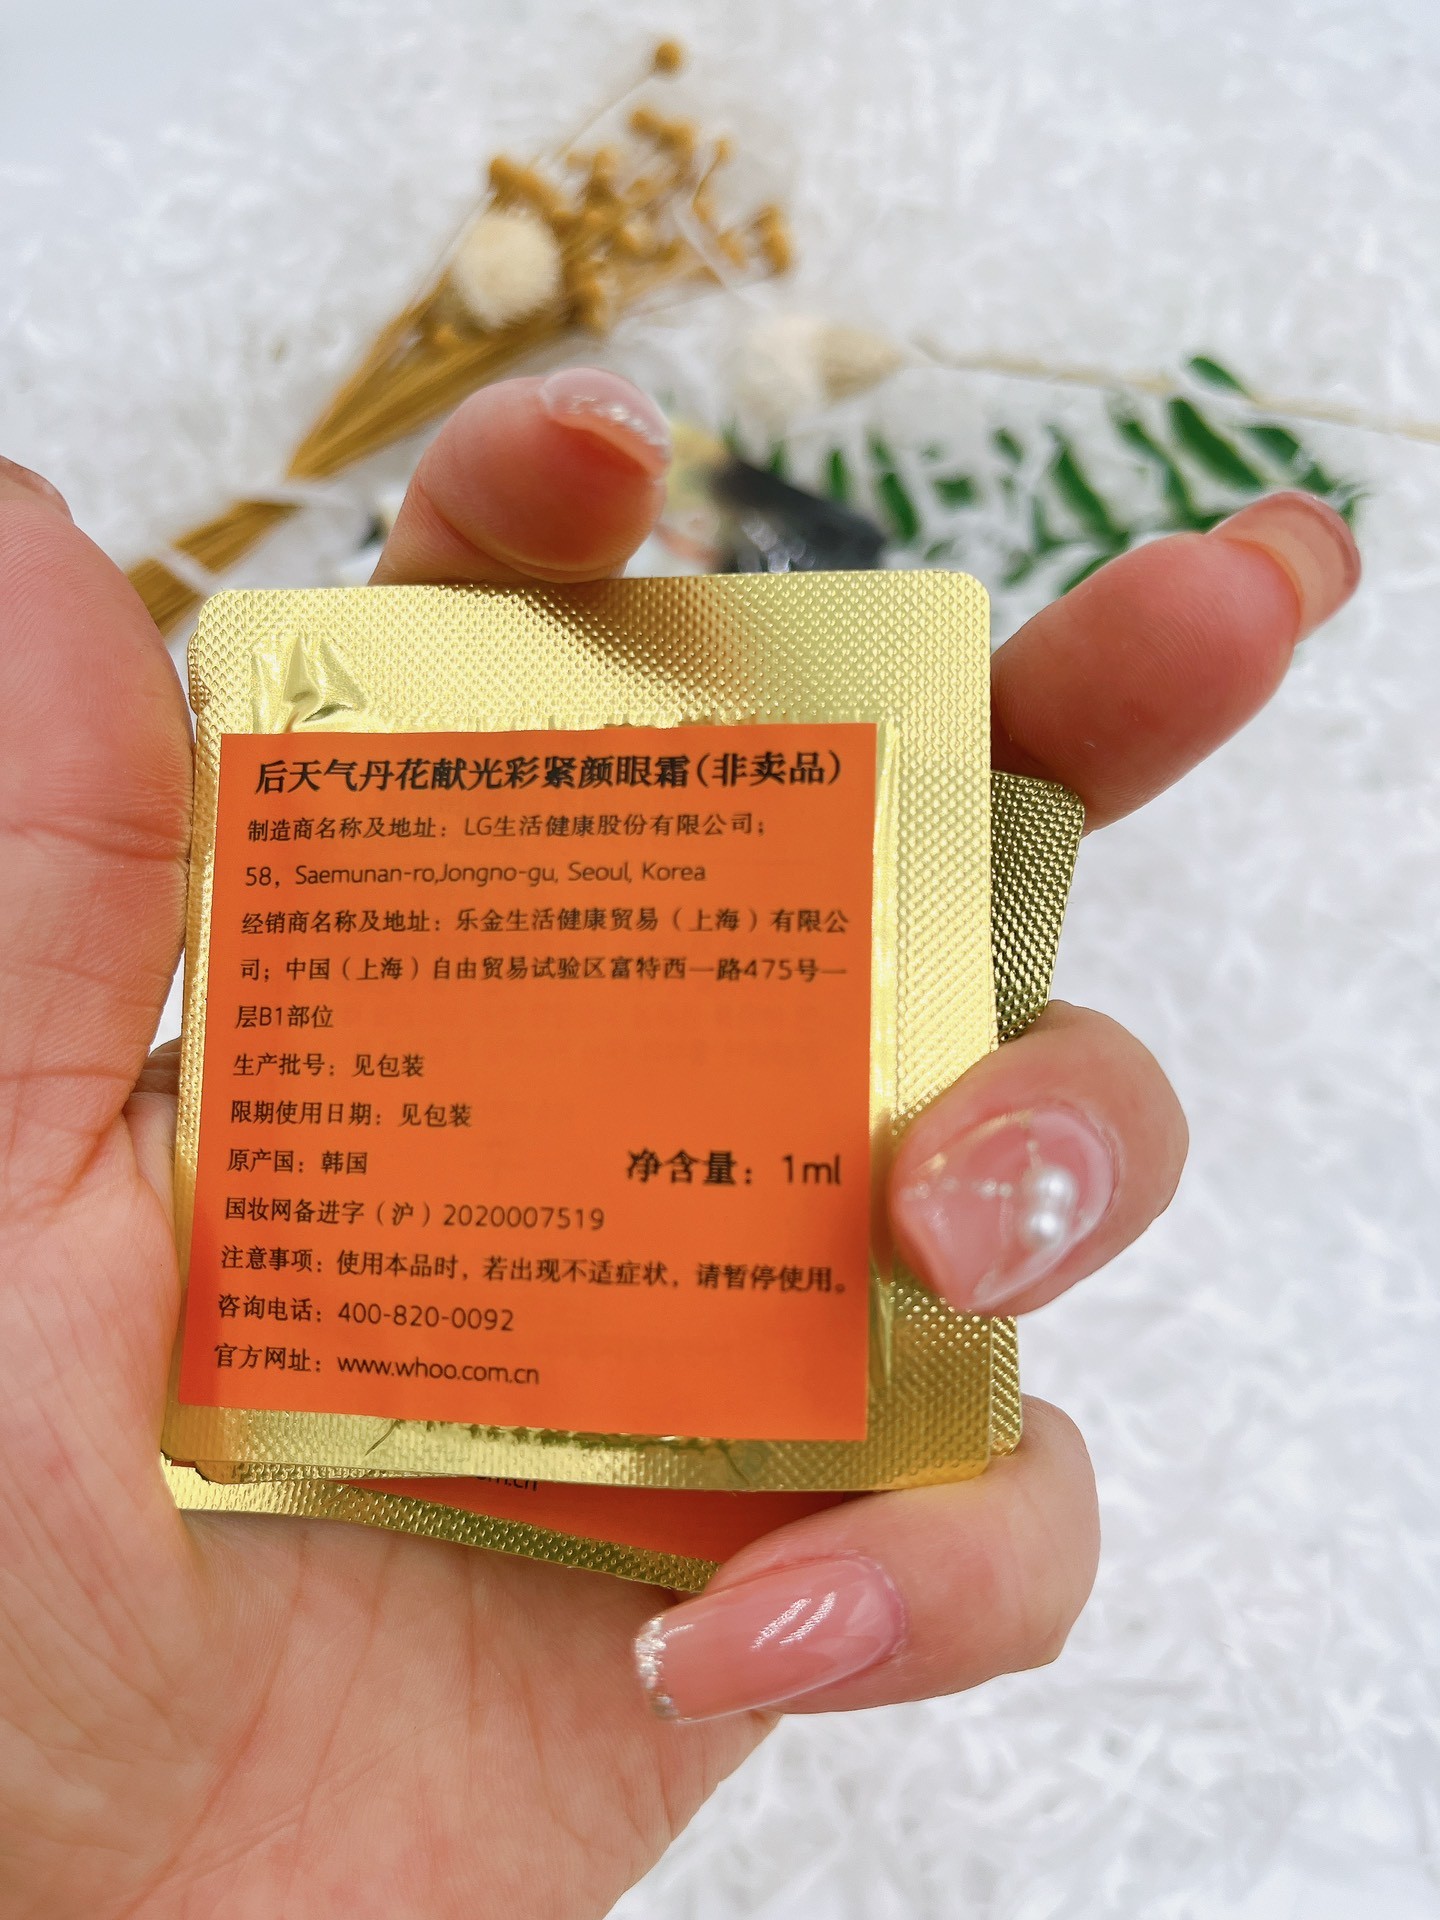 后天气丹花献光彩紧颜眼霜(非卖品)
制造商名称及地址：LG生活健康股份有限公司；
58，Saemunan-ro,Jongno-gu, Seoul, Korea
经销商名称及地址：乐金生活健康贸易（上海）有限公
司；中国（上海）自由贸易试验区富特西一路475号一
层B1部位
生产批号：见包装
限期使用日期：见包装
原产国：韩国
净含量：1ml
国妆网备进字（沪）2020007519
注意事项：使用本品时，若出现不适症状，请暂停使用。
咨询电话：400-820-0092
官方网址：www.whoo.com.cn